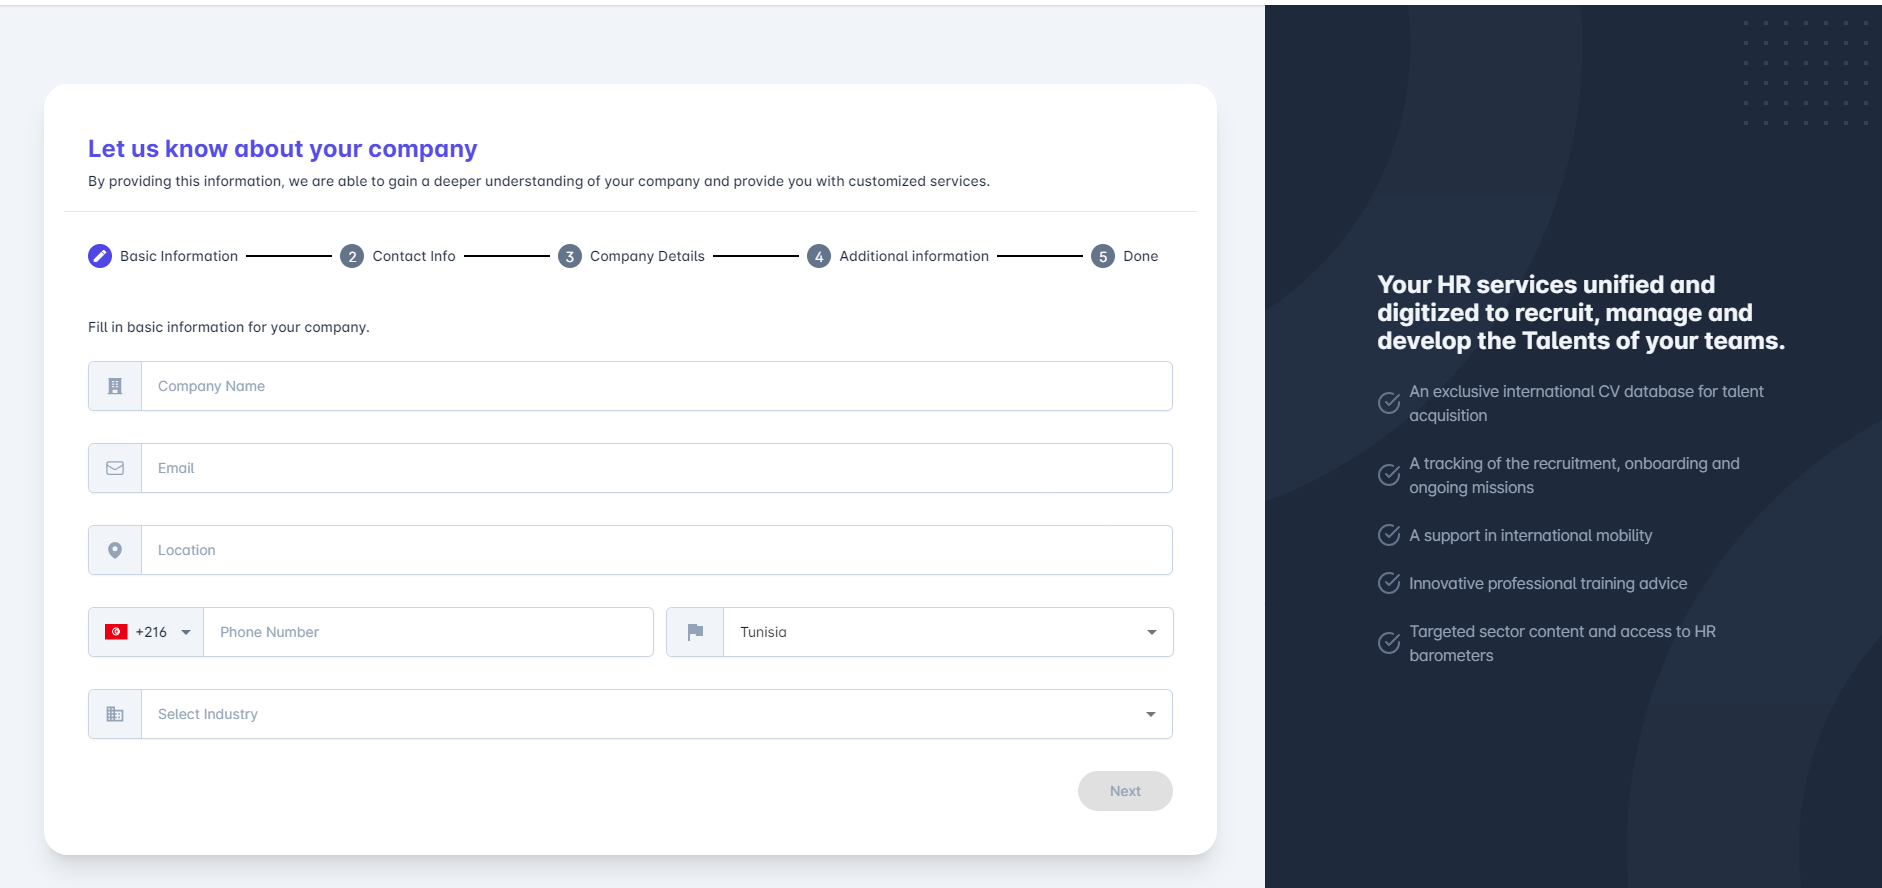 Let us know about your company
By providing this information, we are able to gain a deeper understanding of your company and provide you with customized services.
Basic Information 2 Contact Info 3 Company Details 4 Additional information 5 Done
Fill in basic information for your company.
Company Name
Email
Location
+216 Phone Number Tunisia
Select Industry
Next
Your HR services unified and
digitized to recruit, manage and
develop the Talents of your teams.
An exclusive international CV database for talent
acquisition
A tracking of the recruitment, onboarding and
ongoing missions
A support in international mobility
Innovative professional training advice
Targeted sector content and access to HR
barometers